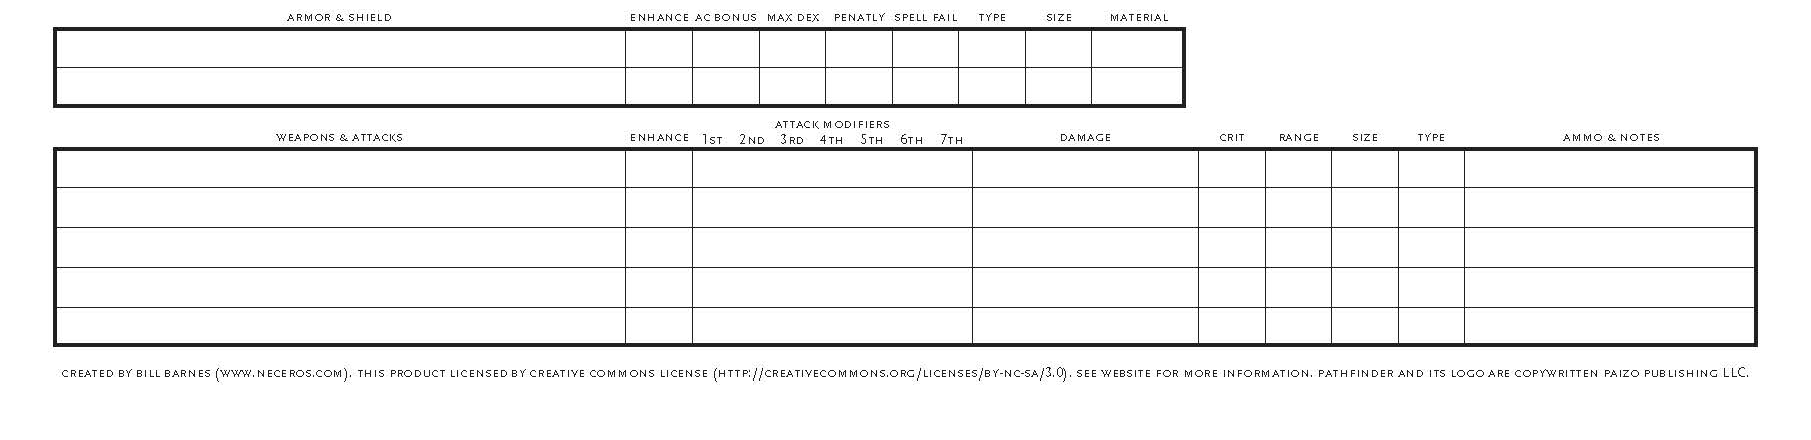 ARMOR & SHIELD ENHANCE AC BONUS MAX DEX PENATLY SPELL FAIL TYPE SIZE MATERIAL
ATTACK MODIFIERS
WEAPONS & ATTACKS ENHANCE 1ST 2ND 3RD 4TH 5TH 6TH 7TH DAMAGE CRIT RANGE SIZE TYPE AMMO & NOTES
CREATED BY BILL BARNES (WWW.NECEROS.COM). THIS PRODUCT LICENSED BY CREATIVE COMMONS LICENSE (HTTP://CREATIVECOMMONS.ORG/LICENSES/BY-NC-SA/3.0). SEE WEBSITE FOR MORE INFORMATION. PATHFINDER AND ITS LOGO ARE COPYWRITTEN PAIZO PUBLISHING LLC.